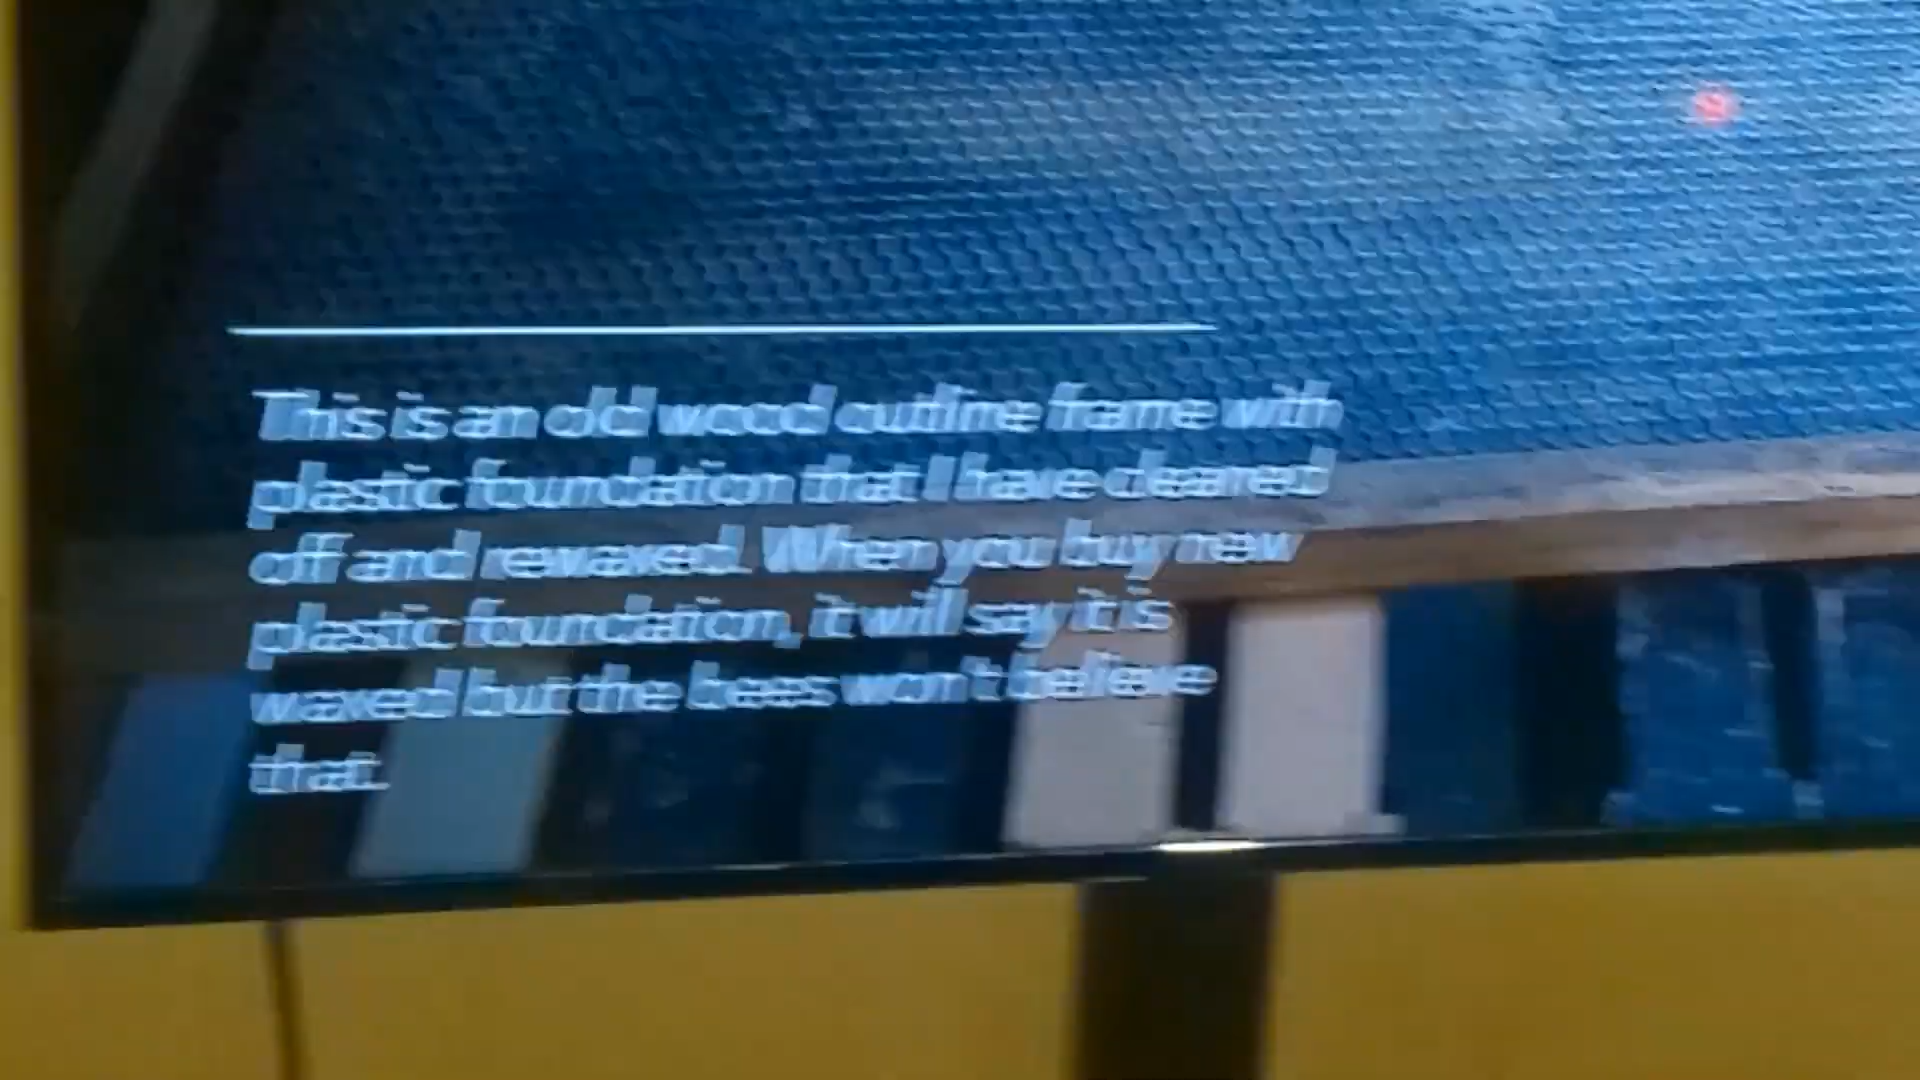 This is an old wood outline frame with
plastic foundation that I have cleaned
off and rewaxed. When you buy new
plastic foundation, it will say it is
waxed but the bees won't believe
that.